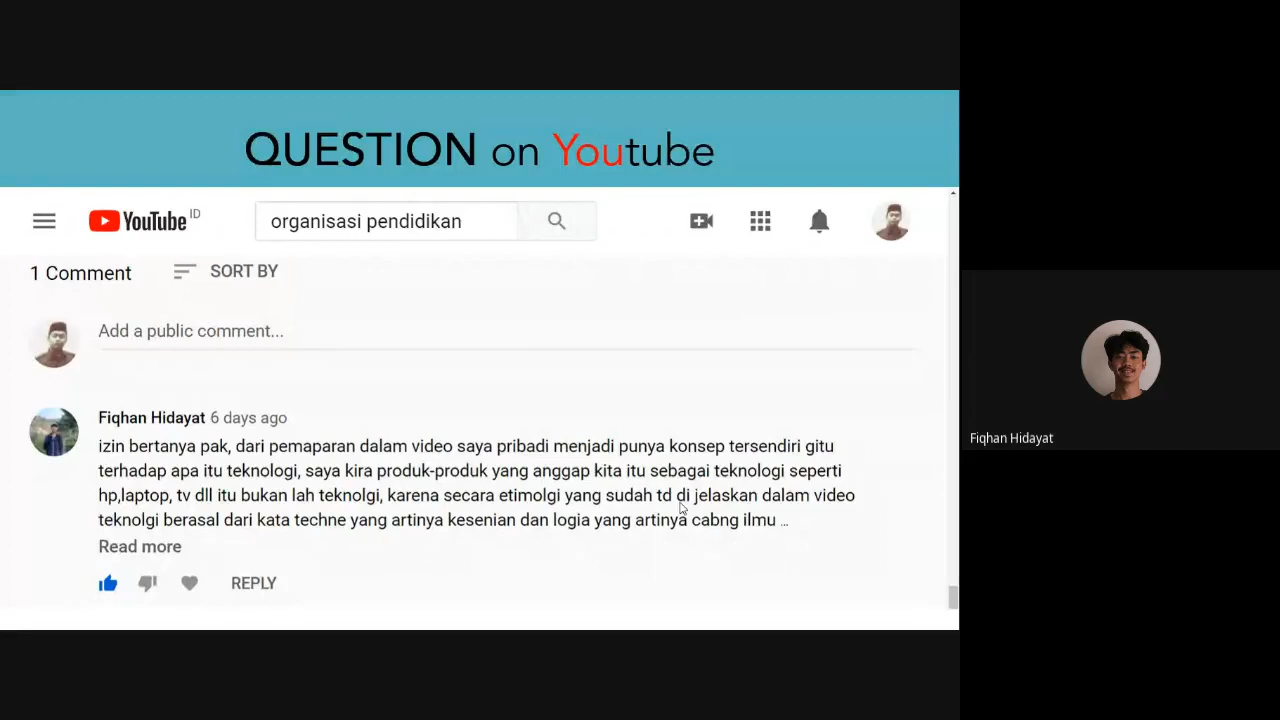 QUESTION on Youtube
YouTube ID
organisasi pendidikan
1 Comment SORT BY
Add a public comment...
Fiqhan Hidayat 6 days ago
izin bertanya pak, dari pemaparan dalam video saya pribadi menjadi punya konsep tersendiri gitu
terhadap apa itu teknologi, saya kira produk-produk yang anggap kita itu sebagai teknologi seperti
hp,laptop, tv dll itu bukan lah teknolgi, karena secara etimolgi yang sudah td di jelaskan dalam video
teknolgi berasal dari kata techne yang artinya kesenian dan logia yang artinya cabng ilmu ...
Read more
REPLY
Fiqhan Hidayat